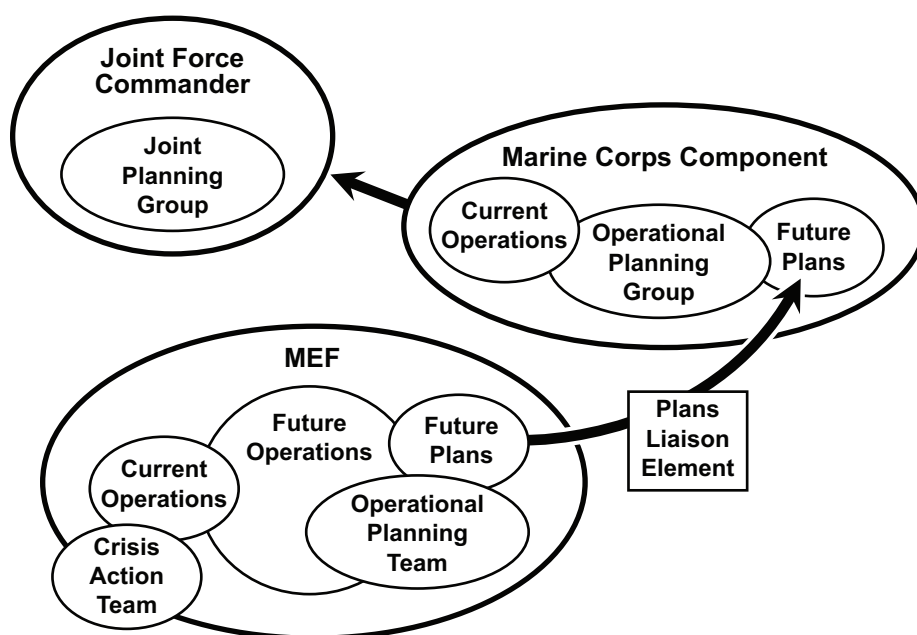 Joint Force
Commander
Joint
Planning
Group
Marine Corps Component
Current
Operations
Operational
Planning
Group
Future
Plans
MEF
Future
Operations
Future
Plans
Current
Operations
Operational
Planning
Team
Crisis
Action
Team
Plans
Liaison
Element